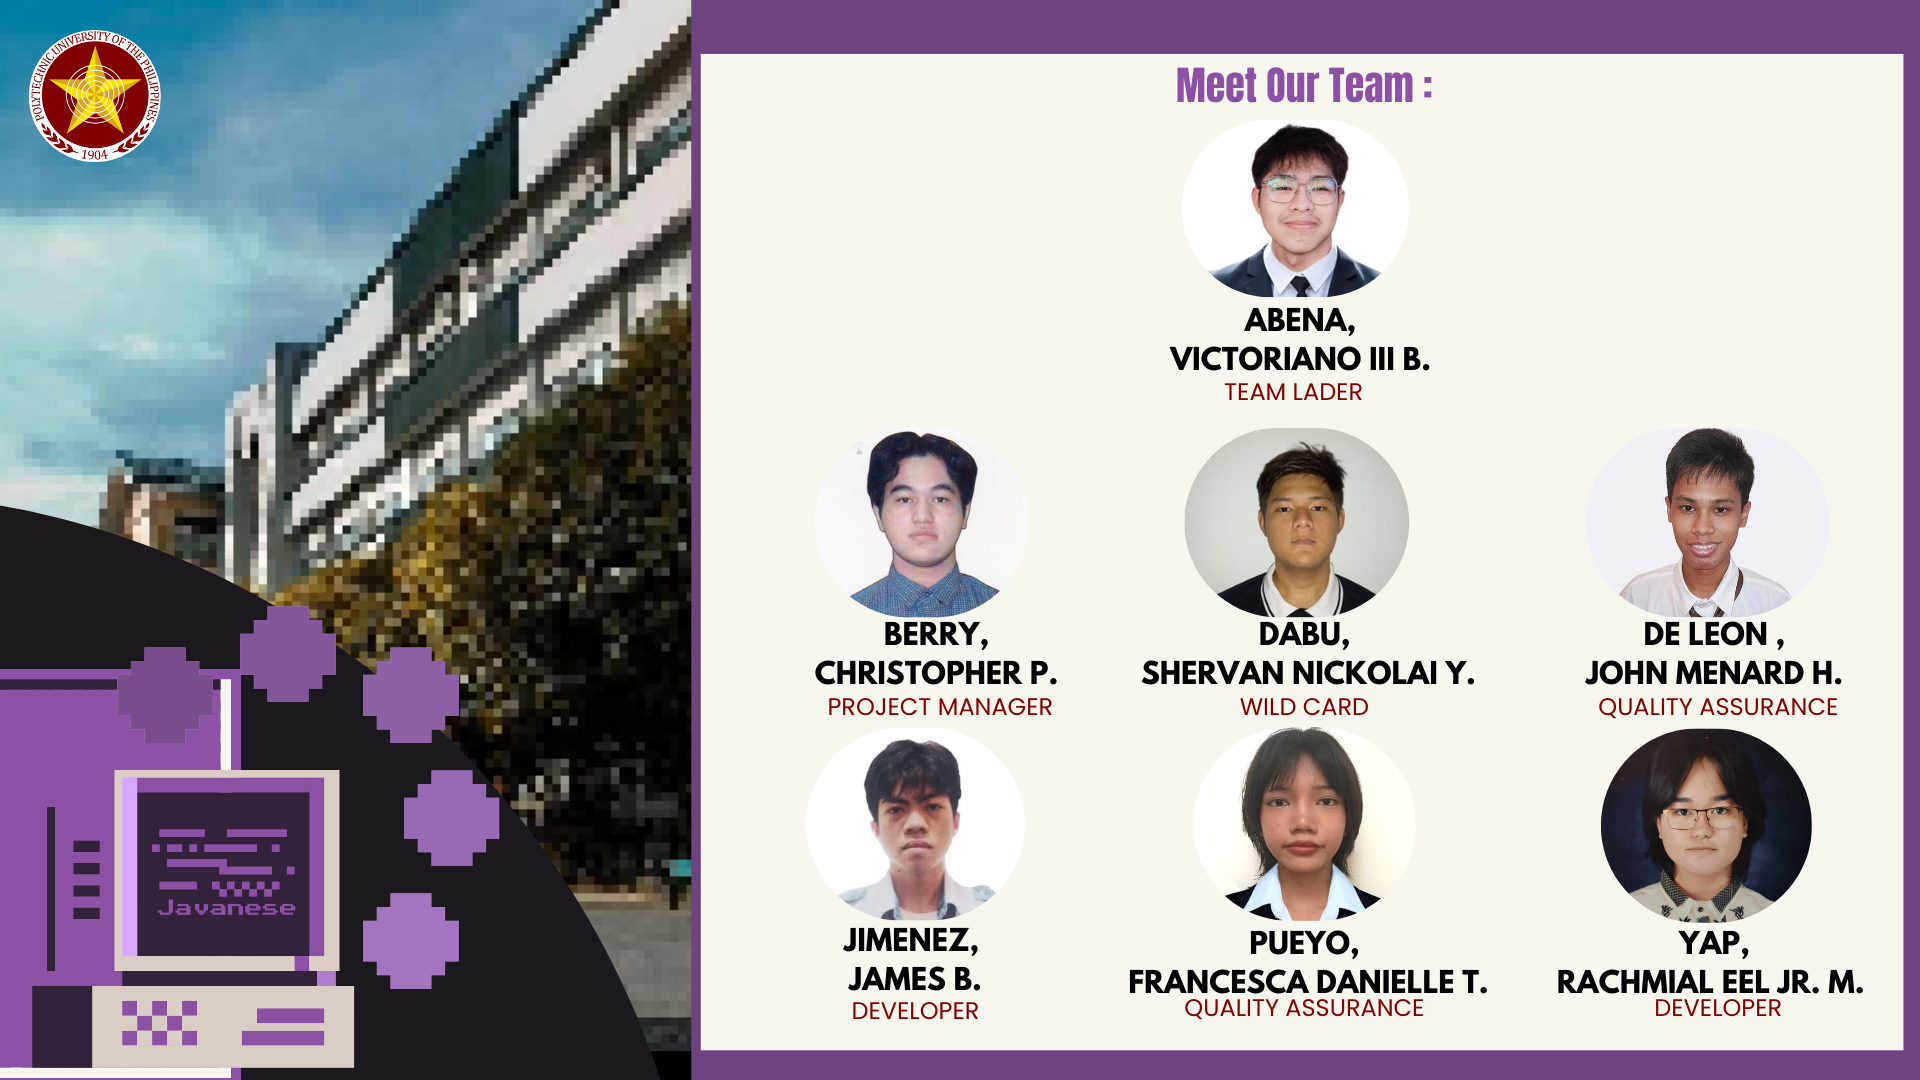 POLYTECHNIC UNIVERSITY OF THE PHILIPPINES
1904
Meet Our Team :
ABENA,
VICTORIANO III B.
TEAM LADER
BERRY,
CHRISTOPHER P.
PROJECT MANAGER
DABU,
SHERVAN NICKOLAI Y.
WILD CARD
DE LEON ,
JOHN MENARD H.
QUALITY ASSURANCE
JIMENEZ,
JAMES B.
DEVELOPER
PUEYO,
FRANCESCA DANIELLE T.
QUALITY ASSURANCE
YAP,
RACHMIAL EEL JR. M.
DEVELOPER
Javanese